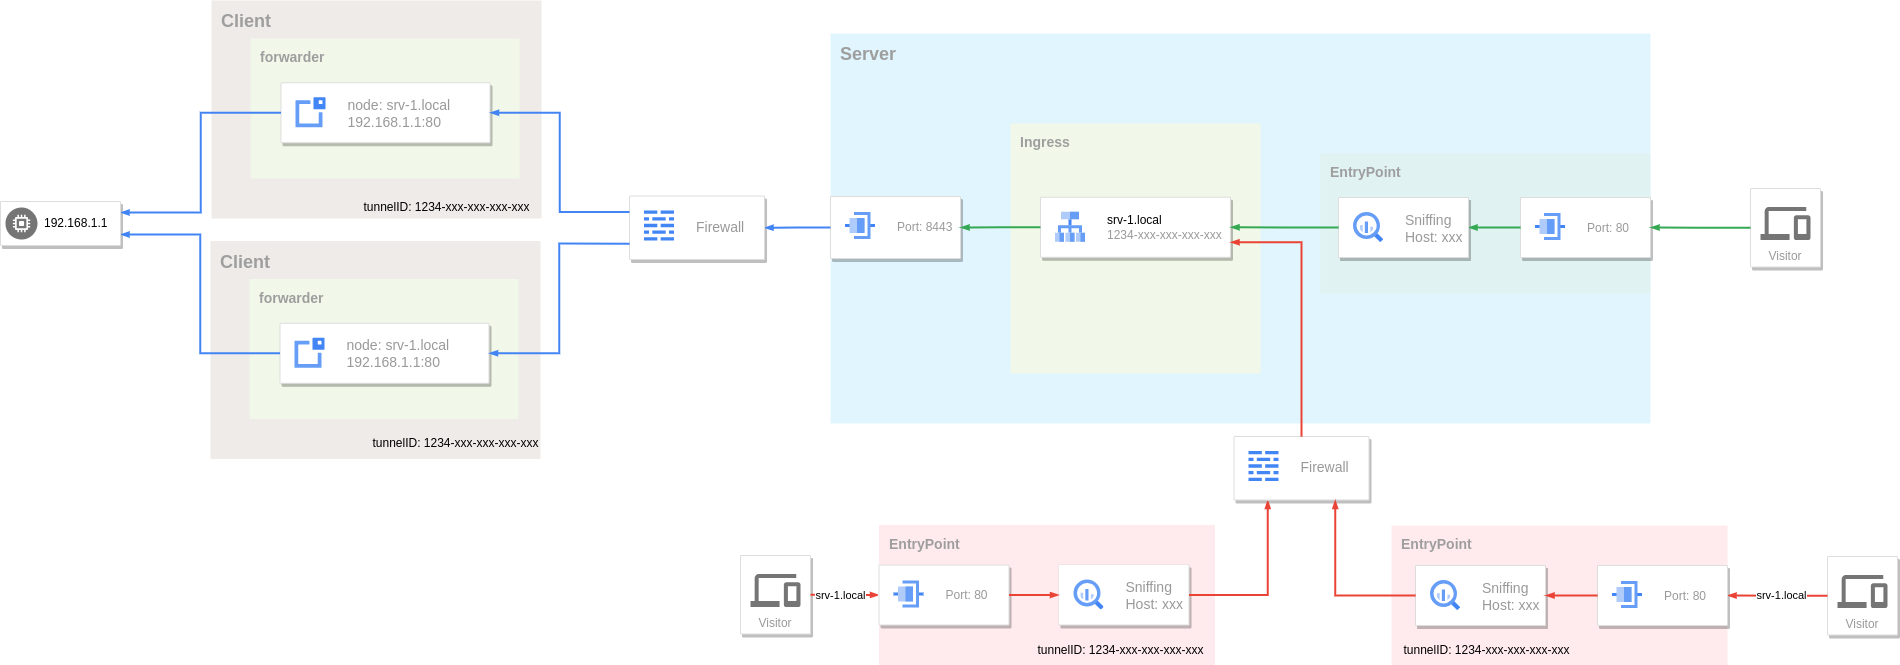 Client
forwarder
node: srv-1.local
192.168.1.1:80
tunnelID: 1234-xxx-xxx-xxx-xxx
192.168.1.1
Client
forwarder
node: srv-1.local
192.168.1.1:80
tunnelID: 1234-xxx-xxx-xxx-xxx
Firewall
Server
Port: 8443
Ingress
srv-1.local
1234-xxx-xxx-xxx-xxx
EntryPoint
Sniffing
Host: xxx
Port: 80
Visitor
Firewall
Visitor
srv-1.local
EntryPoint
Port: 80
Sniffing
Host: xxx
tunnelID: 1234-xxx-xxx-xxx-xxx
EntryPoint
Sniffing
Host: xxx
Port: 80
tunnelID: 1234-xxx-xxx-xxx-xxx
srv-1.local
Visitor